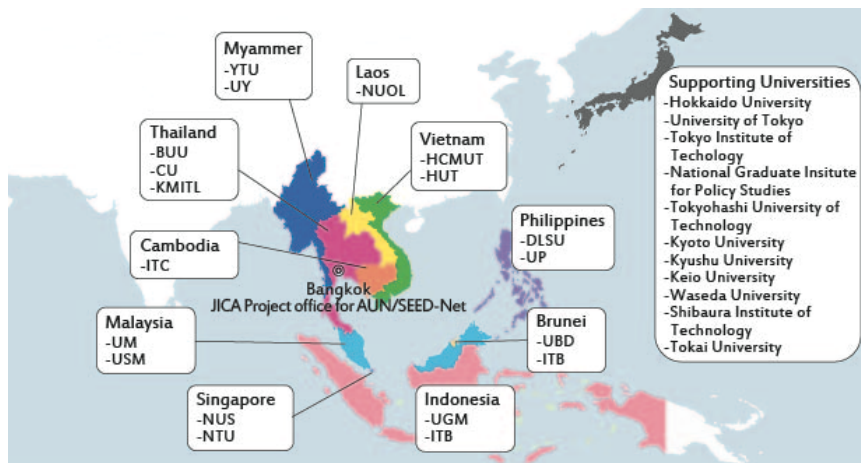 Myammer
-YTU
-UY
Laos
-NUOL
Thailand
-BUU
-CU
-KMITL
Vietnam
-HCMUT
-HUT
Cambodia
-ITC
Bangkok
JICA Project office for AUN/SEED-Net
Philippines
-DLSU
-UP
Malaysia
-UM
-USM
Brunei
-UBD
-ITB
Singapore
-NUS
-NTU
Indonesia
-UGM
-ITB
Supporting Universities
-Hokkaido University
-University of Tokyo
-Tokyo Institute of
Techology
-National Graduate Insitute
for Policy Studies
-Tokyohashi University of
Technology
-Kyoto University
-Kyushu University
-Keio University
-Waseda University
-Shibaura Institute of
Technology
-Tokai University